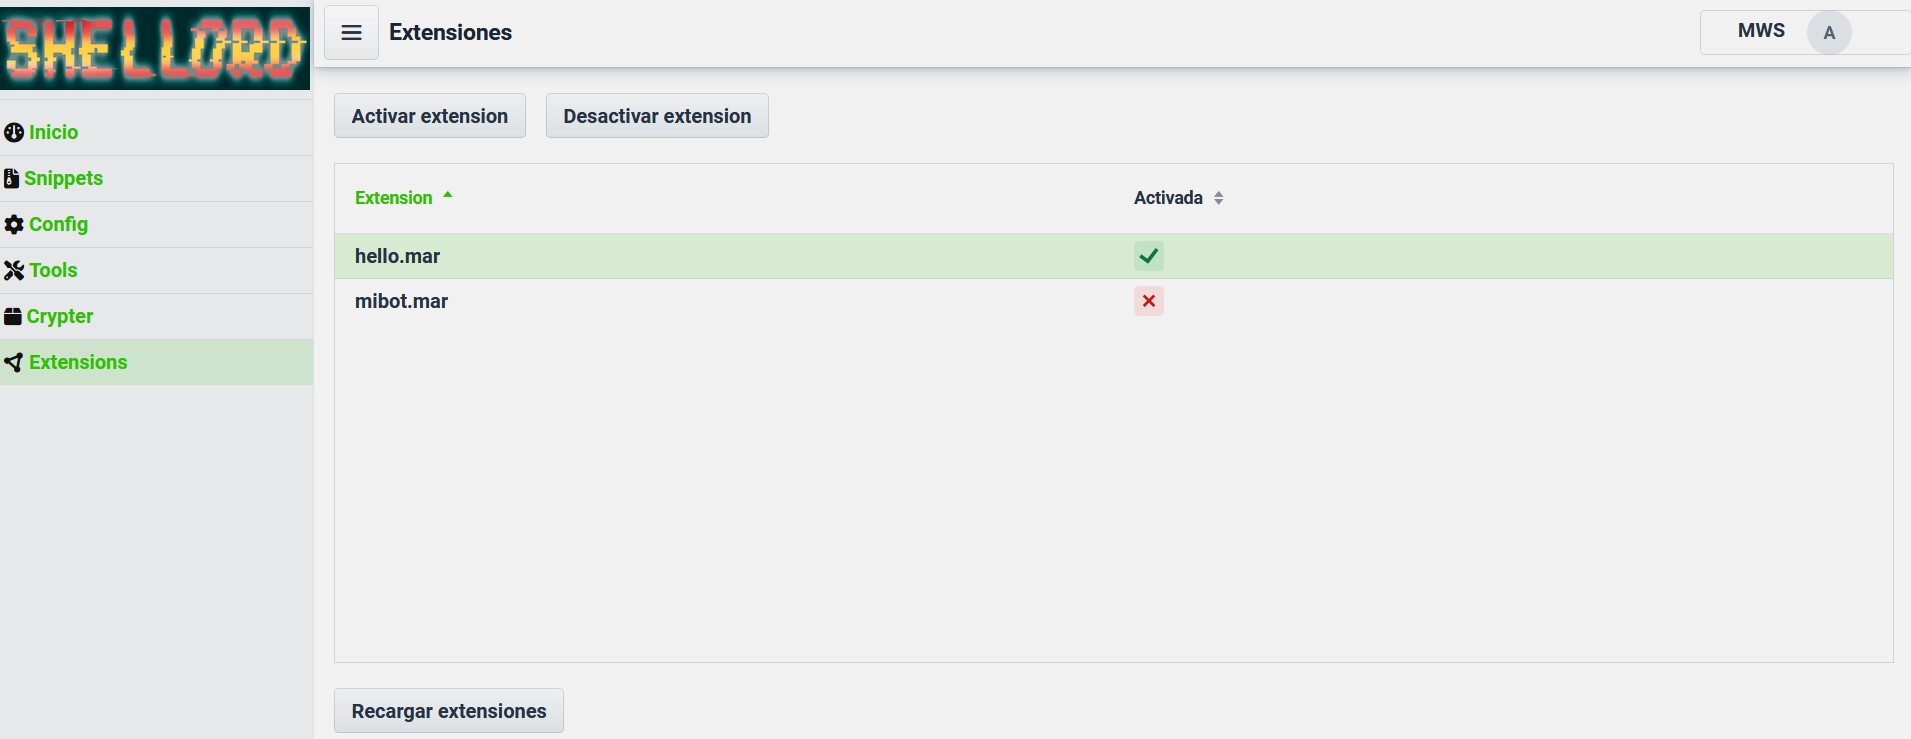 SHELLORD
Extensiones
MWS
A
Inicio
Snippets
Config
Tools
Crypter
Extensions
Activar extension
Desactivar extension
Extension
Activada
hello.mar
mibot.mar
Recargar extensiones